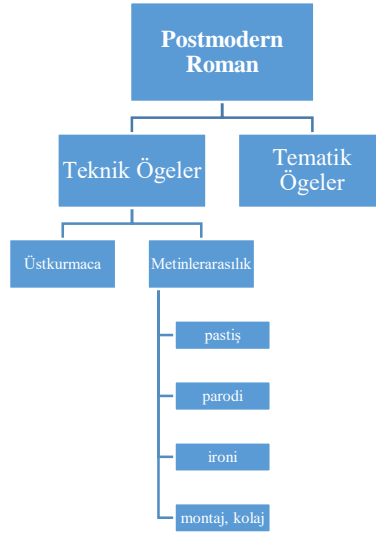 Postmodern
Roman
Teknik Ögeler
Tematik
Ögeler
Üstkurmaca
Metinlerarasılık
pastiş
parodi
ironi
montaj, kolaj